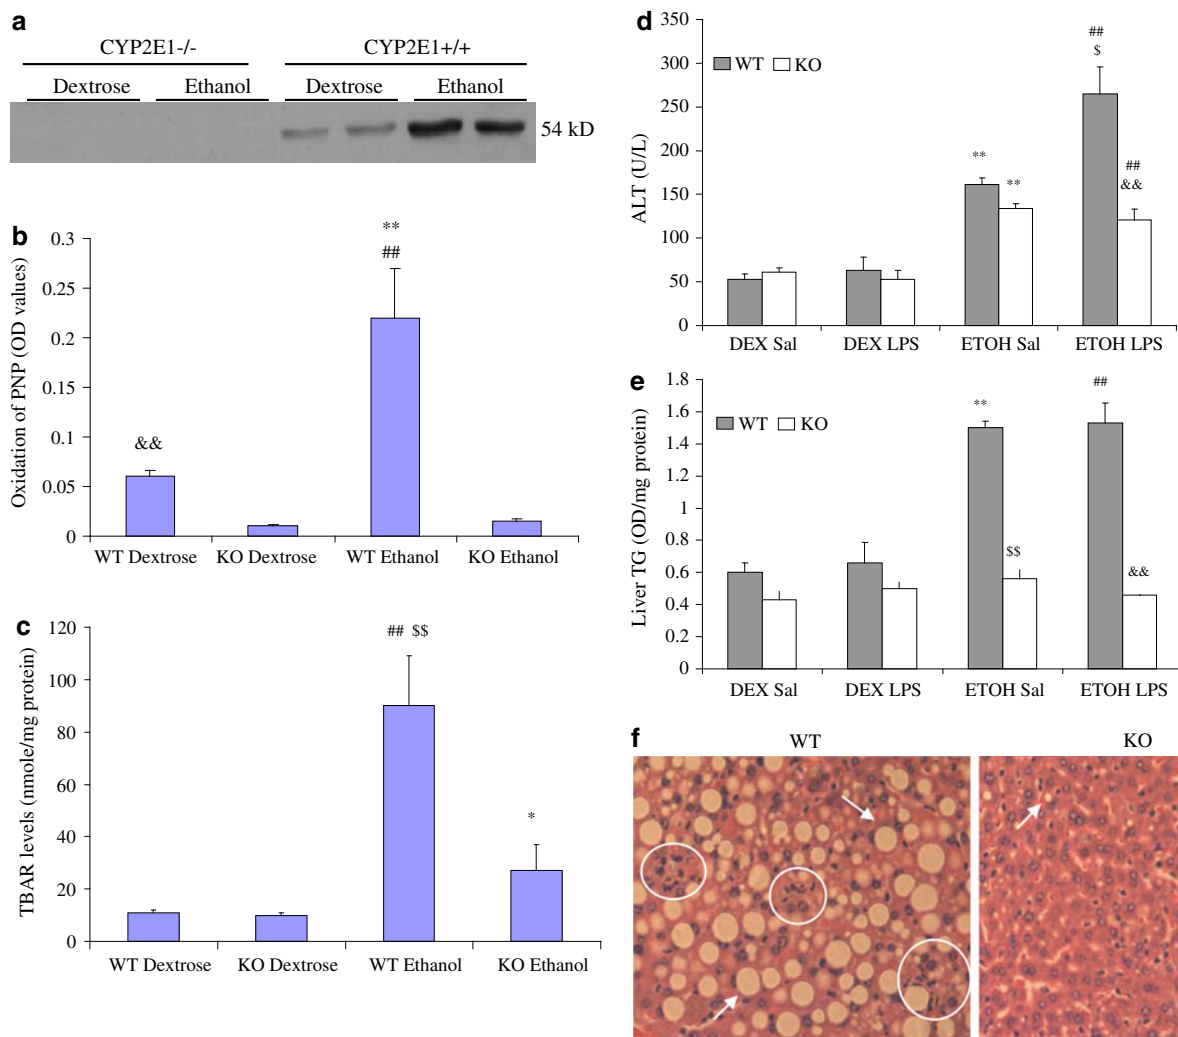 a
CYP2E1-/- CYP2E1+/+
Dextrose Ethanol Dextrose Ethanol
54 kD
b
Oxidation of PNP (OD values)
0.3
0.25
0.2
0.15
0.1
0.05
0
&&
**
##
WT Dextrose KO Dextrose WT Ethanol KO Ethanol
c
TBAR levels (nmole/mg protein)
120
100
80
60
40
20
0
## $$
*
WT Dextrose KO Dextrose WT Ethanol KO Ethanol
d
ALT (U/L)
350
300
250
200
150
100
50
0
WT KO
**
**
##
$
##
&&
DEX Sal DEX LPS ETOH Sal ETOH LPS
e
Liver TG (OD/mg protein)
1.8
1.6
1.4
1.2
1
0.8
0.6
0.4
0.2
0
WT KO
**
$$
##
&&
DEX Sal DEX LPS ETOH Sal ETOH LPS
f
WT KO